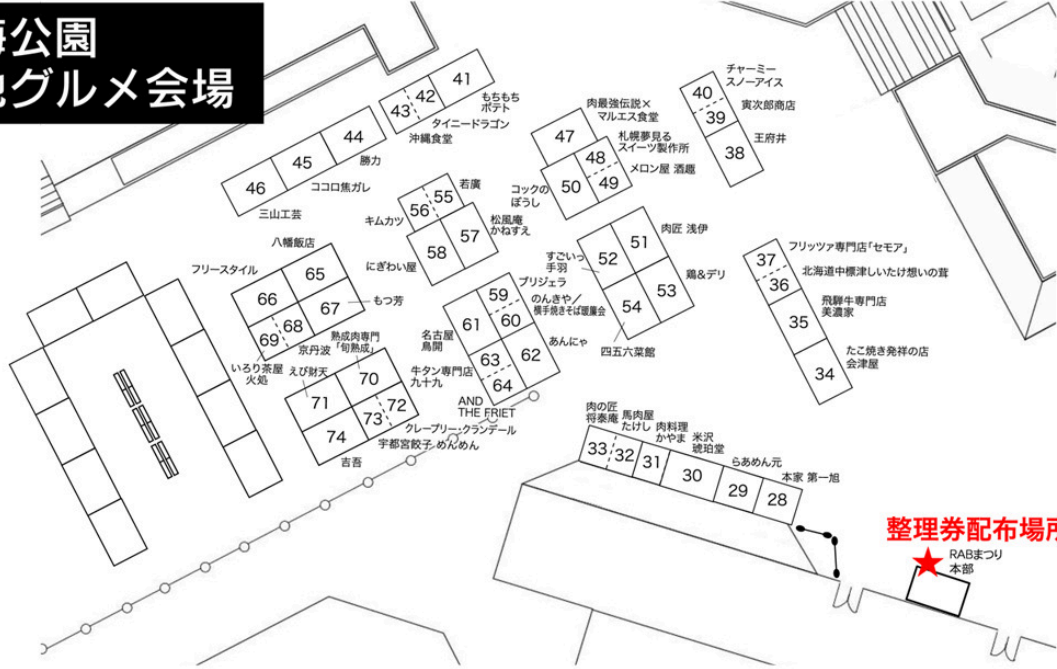 海公園
地グルメ会場
41
42
43
もちもち
ポテト
タイニードラゴン
沖縄食堂
44
勝力
45
ココロ焦ガレ
46
三山工芸
肉最強伝説×
マルエス食堂
47
札幌夢見る
スイーツ製作所
48
メロン屋 酒趣
49
50
コックの
ぼうし
チャーミー
スノーアイス
40
寅次郎商店
39
王府井
38
若廣
55
56
キムカツ
松風庵
かねすえ
57
58
にぎわい屋
肉匠 浅伊
51
52
すごいっ
手羽
鶏&デリ
53
54
四五六菜館
フリッツァ専門店「セモア」
37
北海道中標津しいたけ想いの茸
36
飛騨牛専門店
美濃家
35
たこ焼き発祥の店
会津屋
34
八幡飯店
65
フリースタイル
66
67
もつ芳
68
69
京丹波
いろり茶屋
火処
ブリジェラ
59
のんきや/
横手焼きそば暖簾会
60
61
名古屋
鳥開
あんにゃ
62
63
牛タン専門店
九十九
64
AND
THE FRIET
熟成肉専門
「旬熟成」
70
えび財天
71
72
クレープリー・クランデール
73
宇都宮餃子 めんめん
74
吉吾
肉の匠
将泰庵
33
馬肉屋
たけし
32
肉料理
かやま
31
米沢
琥珀堂
30
らあめん元
29
本家 第一旭
28
整理券配布場所
RABまつり
本部